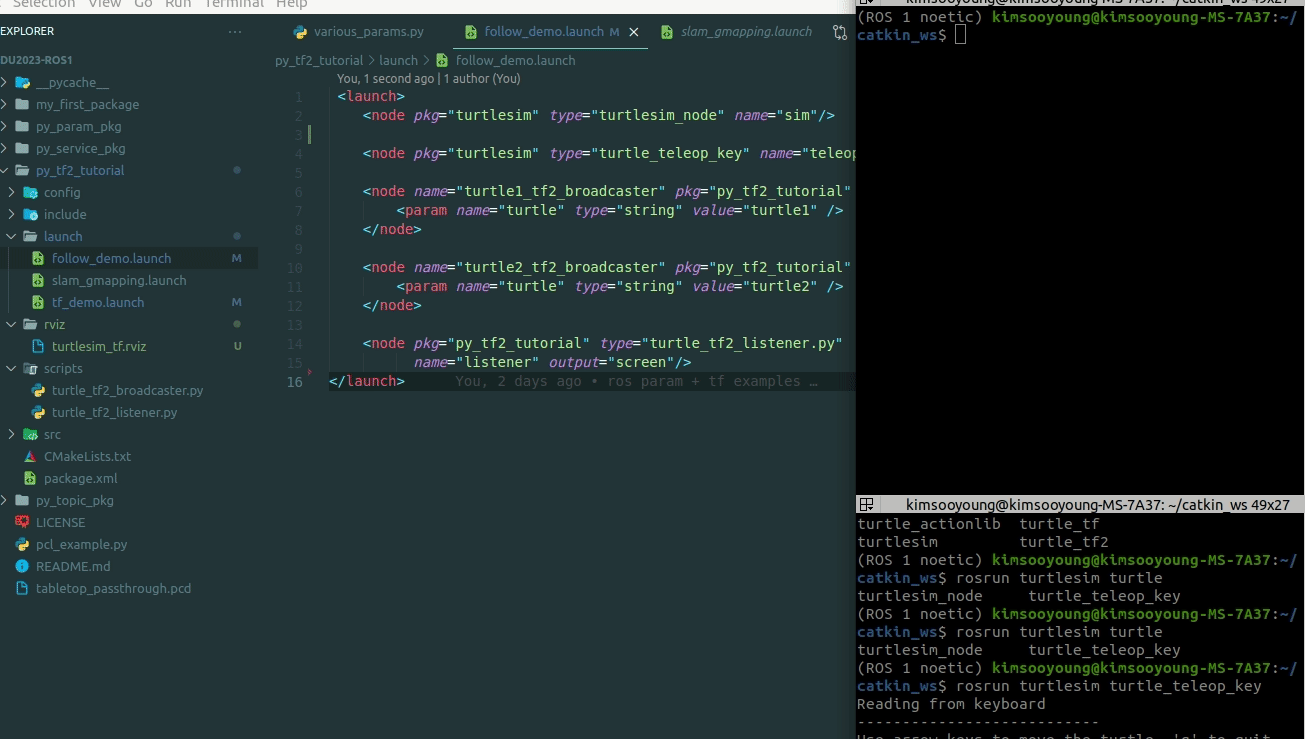 Selection View Go Run Terminal Help
EXPLORER
DU2023-ROS1
__pycache__
my_first_package
py_param_pkg
py_service_pkg
py_tf2_tutorial
config
include
launch
follow_demo.launch M
slam_gmapping.launch
tf_demo.launch M
rviz
turtlesim_tf.rviz U
scripts
turtle_tf2_broadcaster.py
turtle_tf2_listener.py
src
CMakeLists.txt
package.xml
py_topic_pkg
LICENSE
pcl_example.py
README.md
tabletop_passthrough.pcd
various_params.py follow_demo.launch M slam_gmapping.launch
py_tf2_tutorial > launch > follow_demo.launch
You, 1 second ago | 1 author (You)
1 <launch>
2 <node pkg="turtlesim" type="turtlesim_node" name="sim"/>
3
4 <node pkg="turtlesim" type="turtle_teleop_key" name="teleop
5
6 <node name="turtle1_tf2_broadcaster" pkg="py_tf2_tutorial"
7 <param name="turtle" type="string" value="turtle1" />
8 </node>
9
10 <node name="turtle2_tf2_broadcaster" pkg="py_tf2_tutorial"
11 <param name="turtle" type="string" value="turtle2" />
12 </node>
13
14 <node pkg="py_tf2_tutorial" type="turtle_tf2_listener.py"
15 name="listener" output="screen"/>
16 </launch> You, 2 days ago • ros param + tf examples …
kimsooyoung@kimsooyoung-MS-7A37: ~/catkin_ws 49x27
(ROS 1 noetic) kimsooyoung@kimsooyoung-MS-7A37:~/
catkin_ws$
kimsooyoung@kimsooyoung-MS-7A37: ~/catkin_ws 49x27
turtle_actionlib turtle_tf
turtlesim turtle_tf2
(ROS 1 noetic) kimsooyoung@kimsooyoung-MS-7A37:~/
catkin_ws$ rosrun turtlesim turtle
turtlesim_node turtle_teleop_key
(ROS 1 noetic) kimsooyoung@kimsooyoung-MS-7A37:~/
catkin_ws$ rosrun turtlesim turtle
turtlesim_node turtle_teleop_key
(ROS 1 noetic) kimsooyoung@kimsooyoung-MS-7A37:~/
catkin_ws$ rosrun turtlesim turtle_teleop_key
Reading from keyboard
---------------------------
Use arrow keys to move the turtle. 'q' to quit